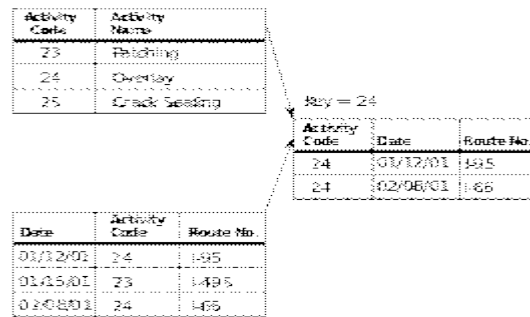 Activity Code Activity Name
23 Patching
24 Overlay
25 Crack Sealing
Key = 24
Activity Code Date Route No.
24 01/12/01 I-95
24 02/08/01 I-66
Date Activity Code Route No.
01/12/01 24 I-95
01/15/01 23 I-495
02/08/01 24 I-66